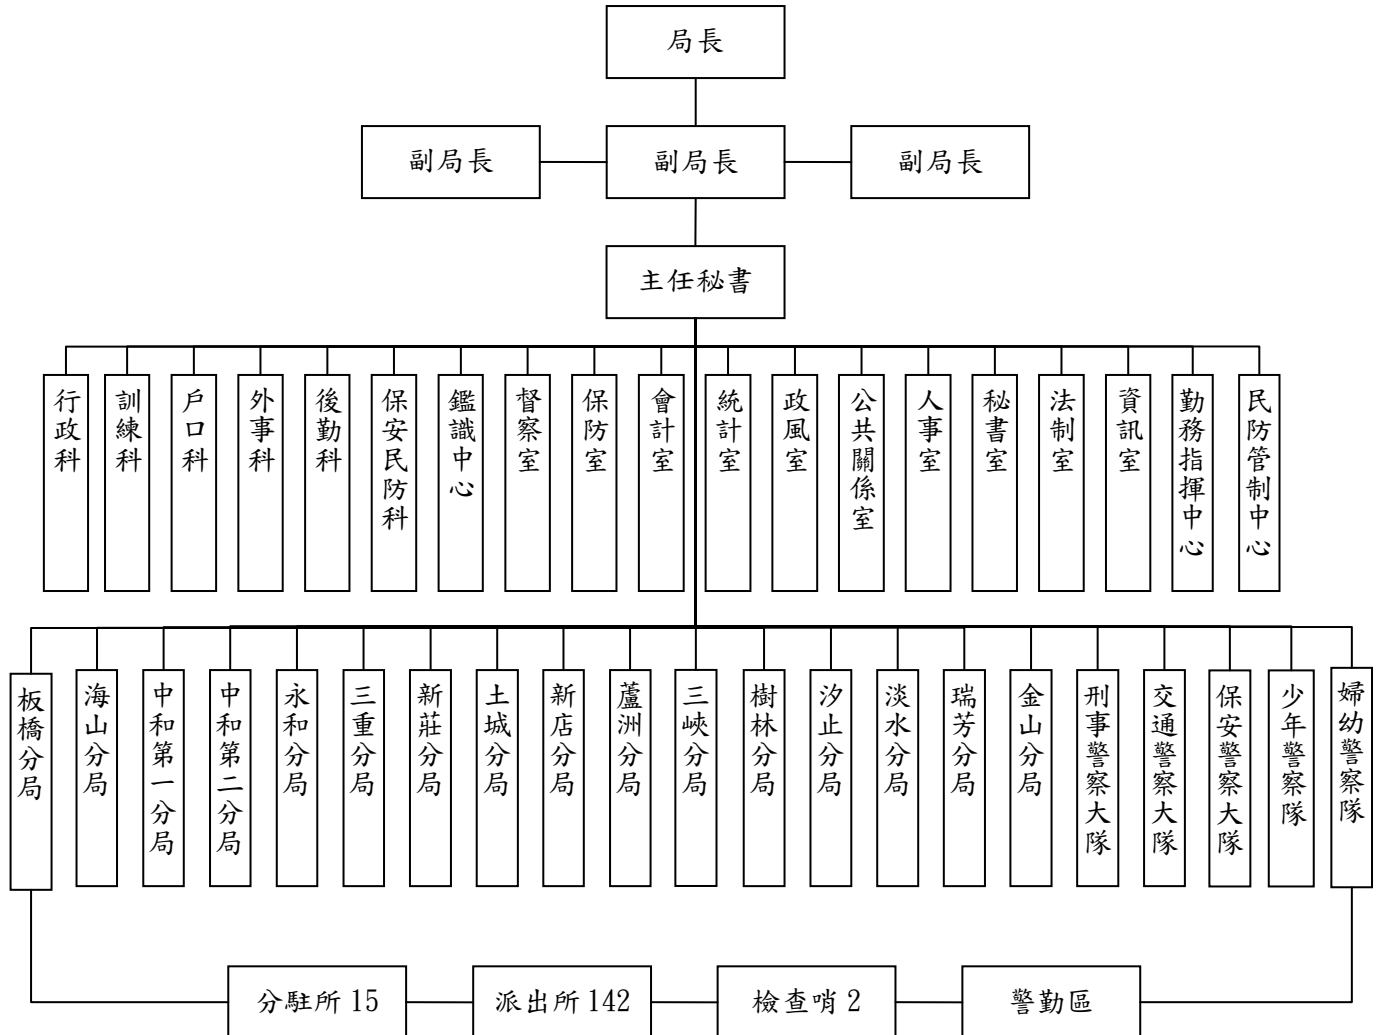 局長
副局長
副局長
副局長
主任秘書
行政科
訓練科
戶口科
外事科
後勤科
保安民防科
鑑識中心
督察室
保防室
會計室
統計室
政風室
公共關係室
人事室
秘書室
法制室
資訊室
勤務指揮中心
民防管制中心
板橋分局
海山分局
中和第一分局
中和第二分局
永和分局
三重分局
新莊分局
土城分局
新店分局
蘆洲分局
三峽分局
樹林分局
汐止分局
淡水分局
瑞芳分局
金山分局
刑事警察大隊
交通警察大隊
保安警察大隊
少年警察隊
婦幼警察隊
分駐所 15
派出所 142
檢查哨 2
警勤區